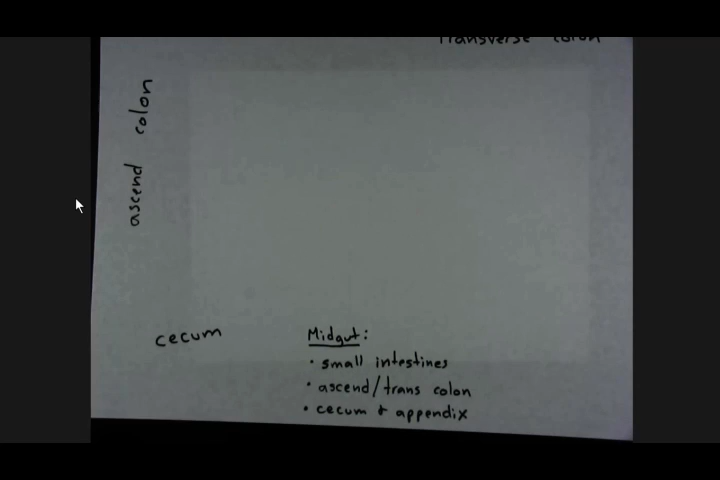 Transverse colon
ascend colon
cecum
Midgut:
· small intestines
· ascend/trans colon
· cecum + appendix